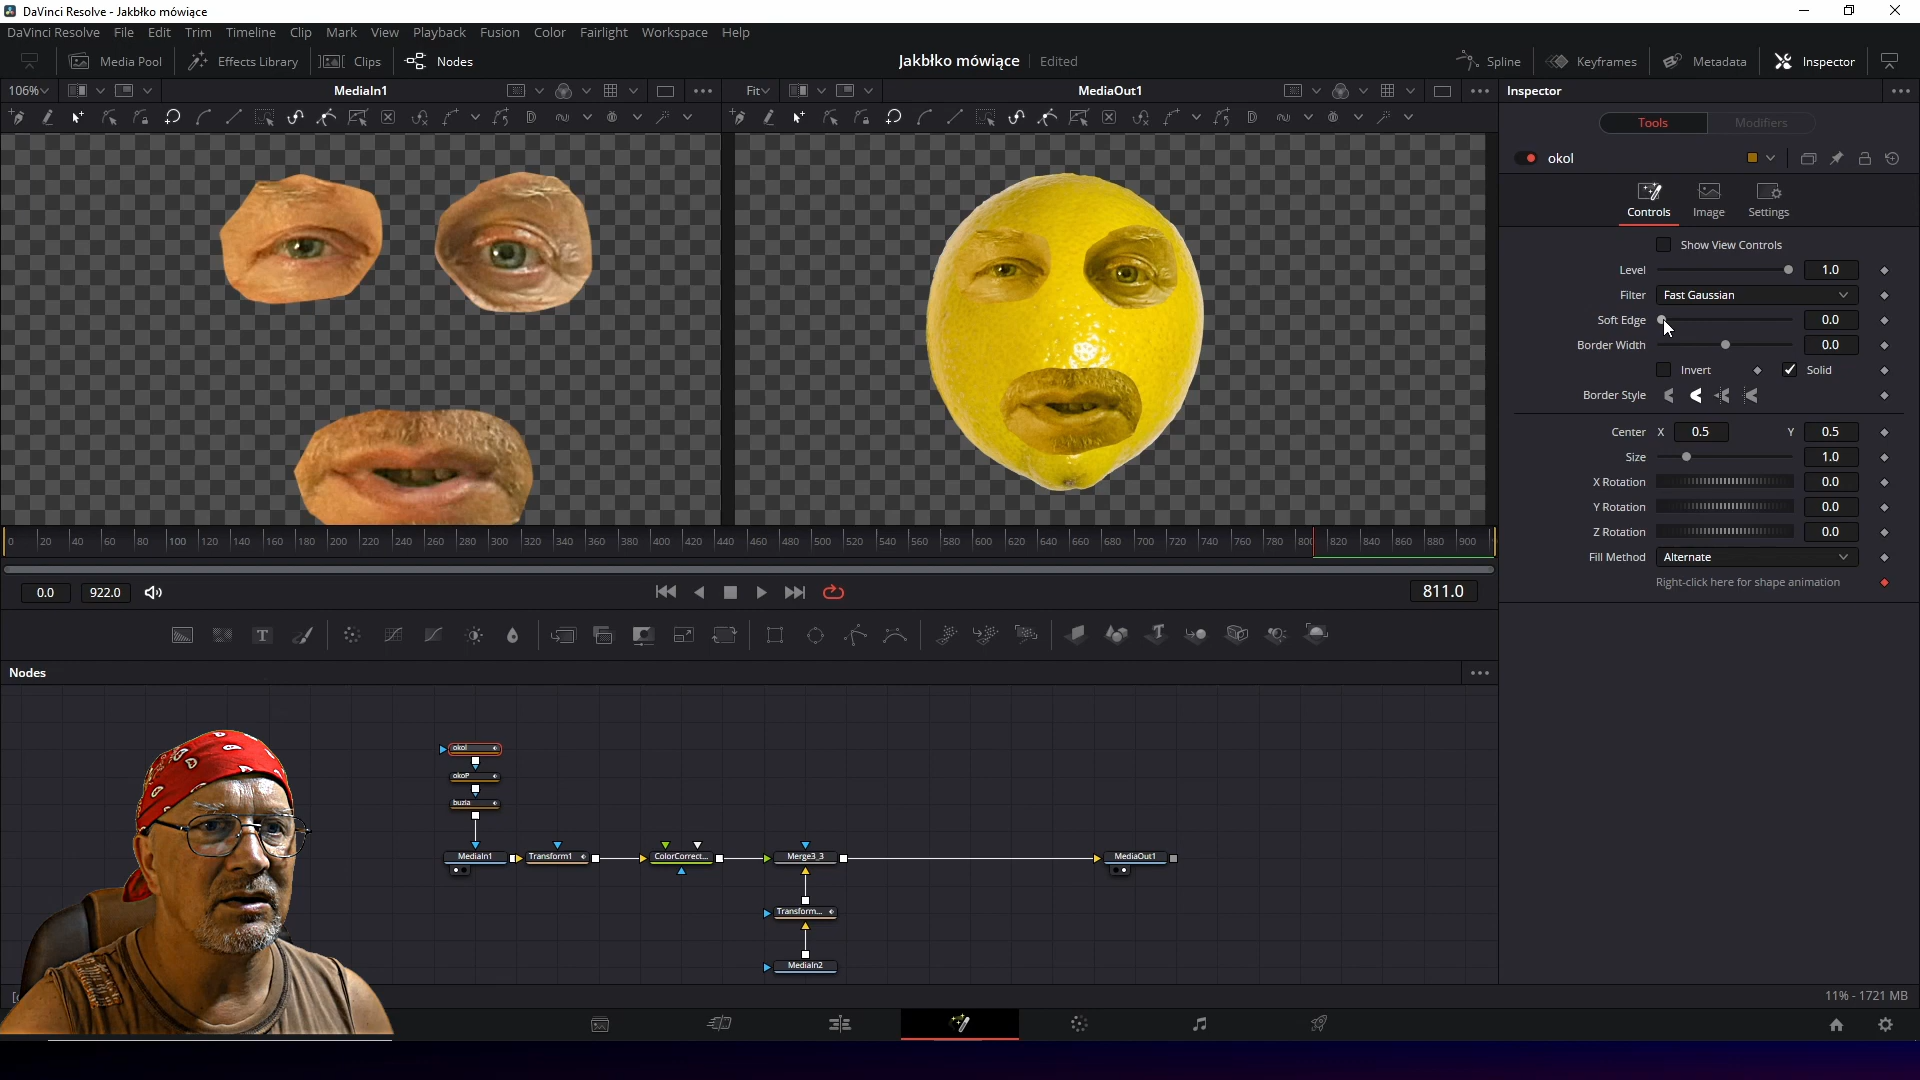 DaVinci Resolve - Jakbłko mówiące
DaVinci Resolve File Edit Trim Timeline Clip Mark View Playback Fusion Color Fairlight Workspace Help
Media Pool Effects Library Clips Nodes Jakbłko mówiące Edited Spline Keyframes Metadata Inspector
106% MediaIn1 Fit MediaOut1 Inspector
Tools Modifiers
okol
Controls Image Settings
Show View Controls
Level 1.0
Filter Fast Gaussian
Soft Edge 0.0
Border Width 0.0
Invert Solid
Border Style
Center X 0.5 Y 0.5
Size 1.0
X Rotation 0.0
Y Rotation 0.0
Z Rotation 0.0
Fill Method Alternate
Right-click here for shape animation
0 20 40 60 80 100 120 140 160 180 200 220 240 260 280 300 320 340 360 380 400 420 440 460 480 500 520 540 560 580 600 620 640 660 680 700 720 740 760 780 800 820 840 860 880 900
0.0 922.0 811.0
Nodes
okol
okoP
buzia
MediaIn1 Transform1 ColorCorrect... Merge3_3 MediaOut1
Transform...
MediaIn2
11% - 1721 MB